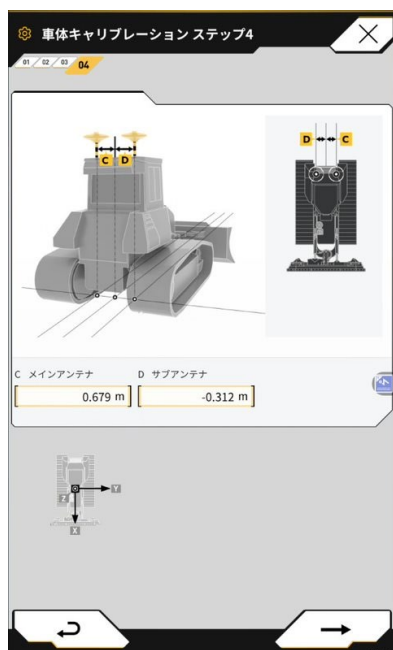 車体キャリブレーション ステップ4
01 02 03 04
C D
D C
C メインアンテナ D サブアンテナ
0.679 m -0.312 m
Z Y
X